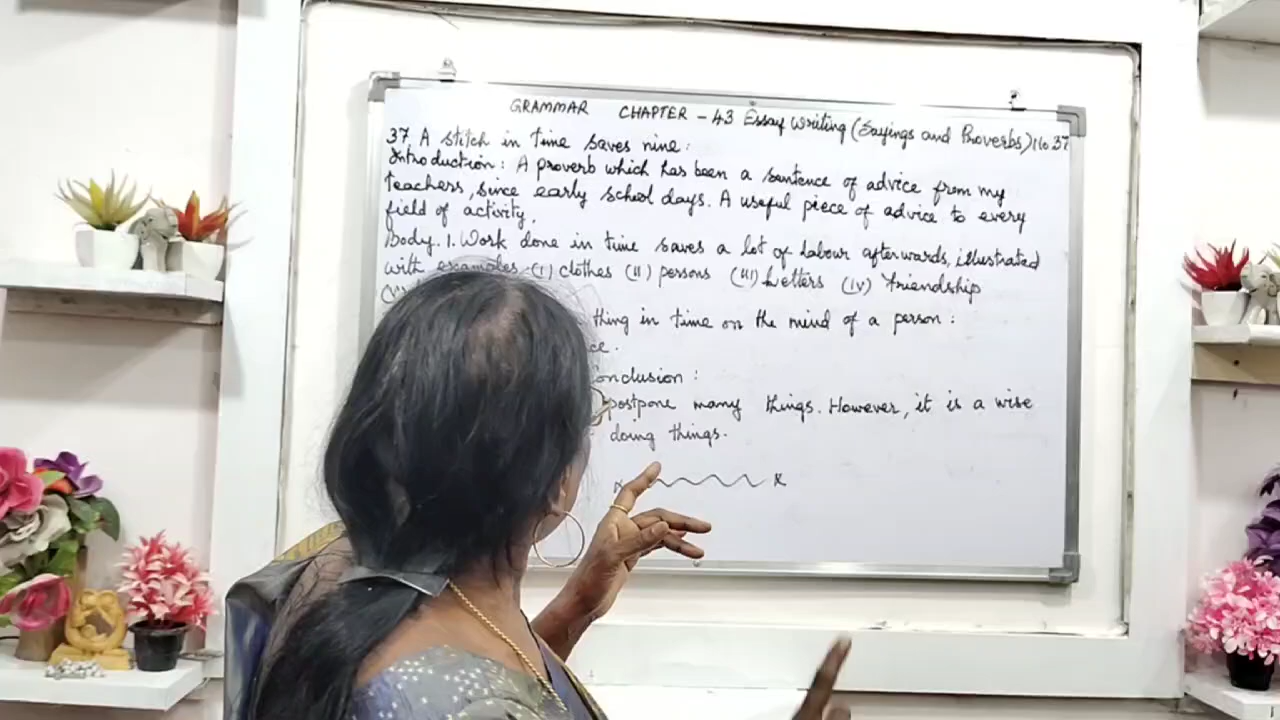 GRAMMAR CHAPTER - 43 Essay writing (Sayings and Proverbs) No.37
37. A stitch in time saves nine:
Introduction: A proverb which has been a sentence of advice from my
teachers, since early school days. A useful piece of advice to every
field of activity.
Body. 1. Work done in time saves a lot of labour afterwards, illustrated
with examples (i) clothes (ii) persons (iii) Letters (iv) friendship
thing in time on the mind of a person:
onclusion:
postpone many things. However, it is a wise
doing things.